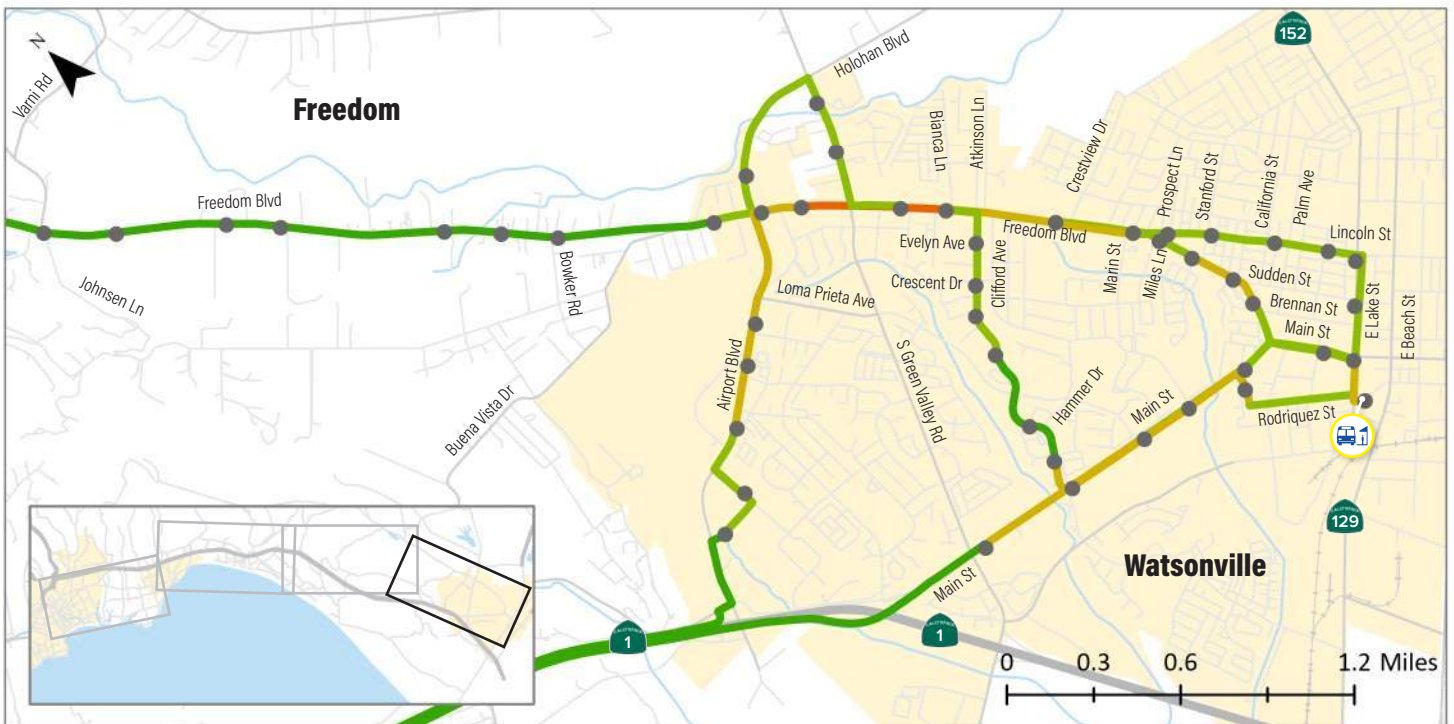 152
N
Holohan Blvd
Varni Rd
Freedom
Bianca Ln
Atkinson Ln
Crestview Dr
Prospect Ln
Stanford St
California St
Palm Ave
Freedom Blvd
Lincoln St
Evelyn Ave
Freedom Blvd
Marin St
Miles Ln
Clifford Ave
Bowker Rd
Johnsen Ln
Crescent Dr
Loma Prieta Ave
Sudden St
Brennan St
Main St
E Lake St
E Beach St
Airport Blvd
S Green Valley Rd
Hammer Dr
Main St
Rodriquez St
Buena Vista Dr
129
Watsonville
Main St
1
1
0 0.3 0.6 1.2 Miles